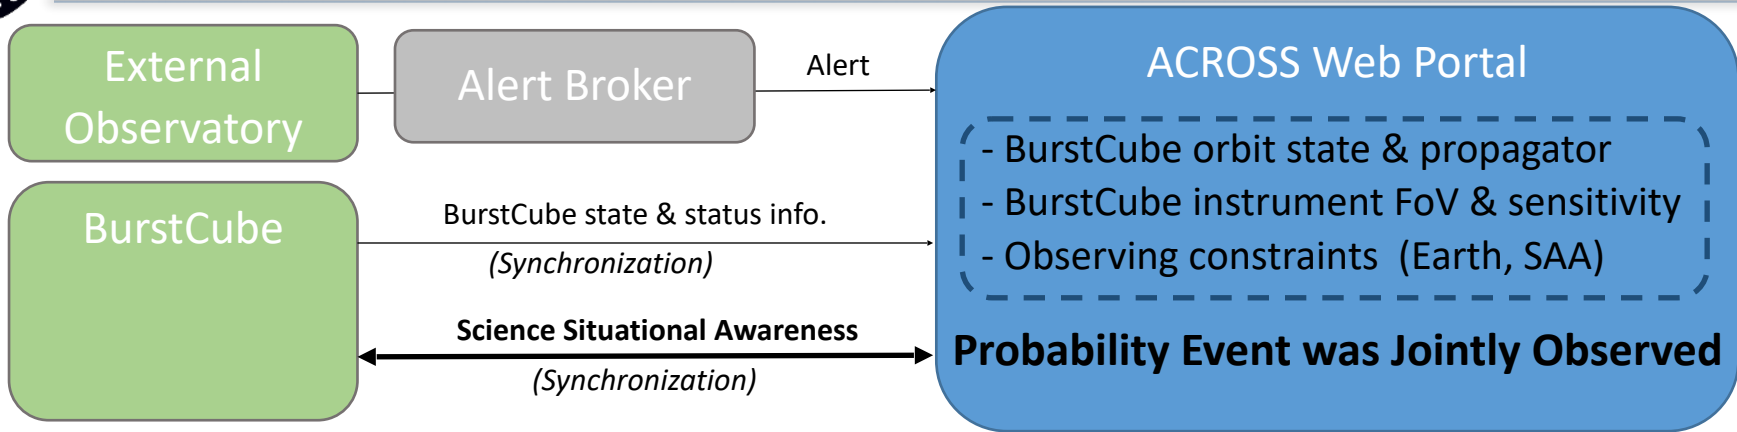 External
Observatory
Alert Broker
Alert
ACROSS Web Portal
- BurstCube orbit state & propagator
- BurstCube instrument FoV & sensitivity
- Observing constraints  (Earth, SAA)
Probability Event was Jointly Observed
BurstCube
BurstCube state & status info.
(Synchronization)
Science Situational Awareness
(Synchronization)